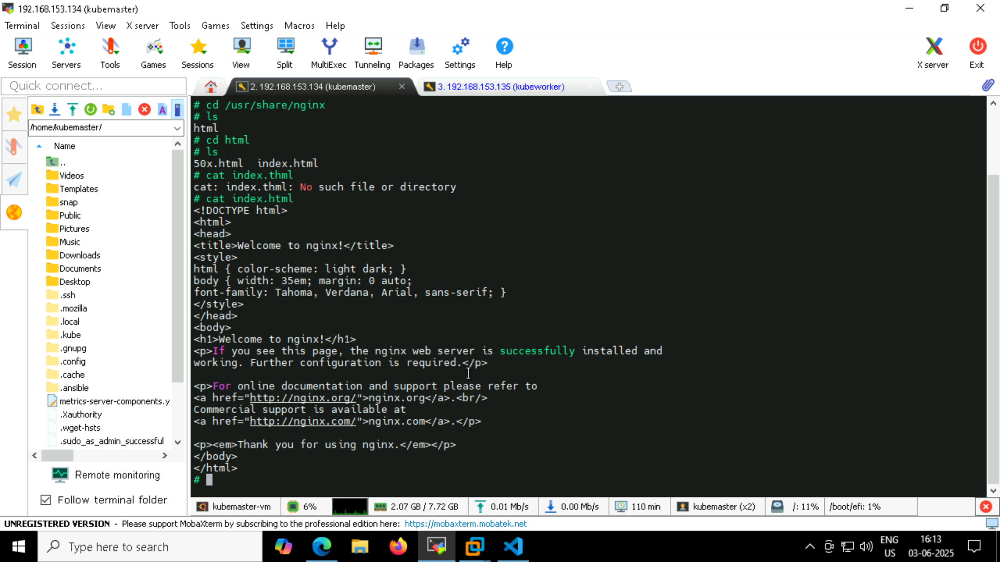 192.168.153.134 (kubemaster)
Terminal Sessions View X server Tools Games Settings Macros Help
Session Servers Tools Games Sessions View Split MultiExec Tunneling Packages Settings Help X server Exit
Quick connect...
2. 192.168.153.134 (kubemaster)
3. 192.168.153.135 (kubeworker)
/home/kubemaster/
Name
..
Videos
Templates
snap
Public
Pictures
Music
Downloads
Documents
Desktop
.ssh
.mozilla
.local
.kube
.gnupg
.config
.cache
.ansible
metrics-server-components.y
.Xauthority
.wget-hsts
.sudo_as_admin_successful
Remote monitoring
Follow terminal folder
# cd /usr/share/nginx
# ls
html
# cd html
# ls
50x.html  index.html
# cat index.thml
cat: index.thml: No such file or directory
# cat index.html
<!DOCTYPE html>
<html>
<head>
<title>Welcome to nginx!</title>
<style>
html { color-scheme: light dark; }
body { width: 35em; margin: 0 auto;
font-family: Tahoma, Verdana, Arial, sans-serif; }
</style>
</head>
<body>
<h1>Welcome to nginx!</h1>
<p>If you see this page, the nginx web server is successfully installed and
working. Further configuration is required.</p>
<p>For online documentation and support please refer to
<a href="http://nginx.org/">nginx.org</a>.<br/>
Commercial support is available at
<a href="http://nginx.com/">nginx.com</a>.</p>
<p><em>Thank you for using nginx.</em></p>
</body>
</html>
#
kubemaster-vm 6% 2.07 GB / 7.72 GB 0.01 Mb/s 0.00 Mb/s 110 min kubemaster (x2) /: 11% /boot/efi: 1%
UNREGISTERED VERSION - Please support MobaXterm by subscribing to the professional edition here: https://mobaxterm.mobatek.net
Type here to search
ENG
US
16:13
03-06-2025